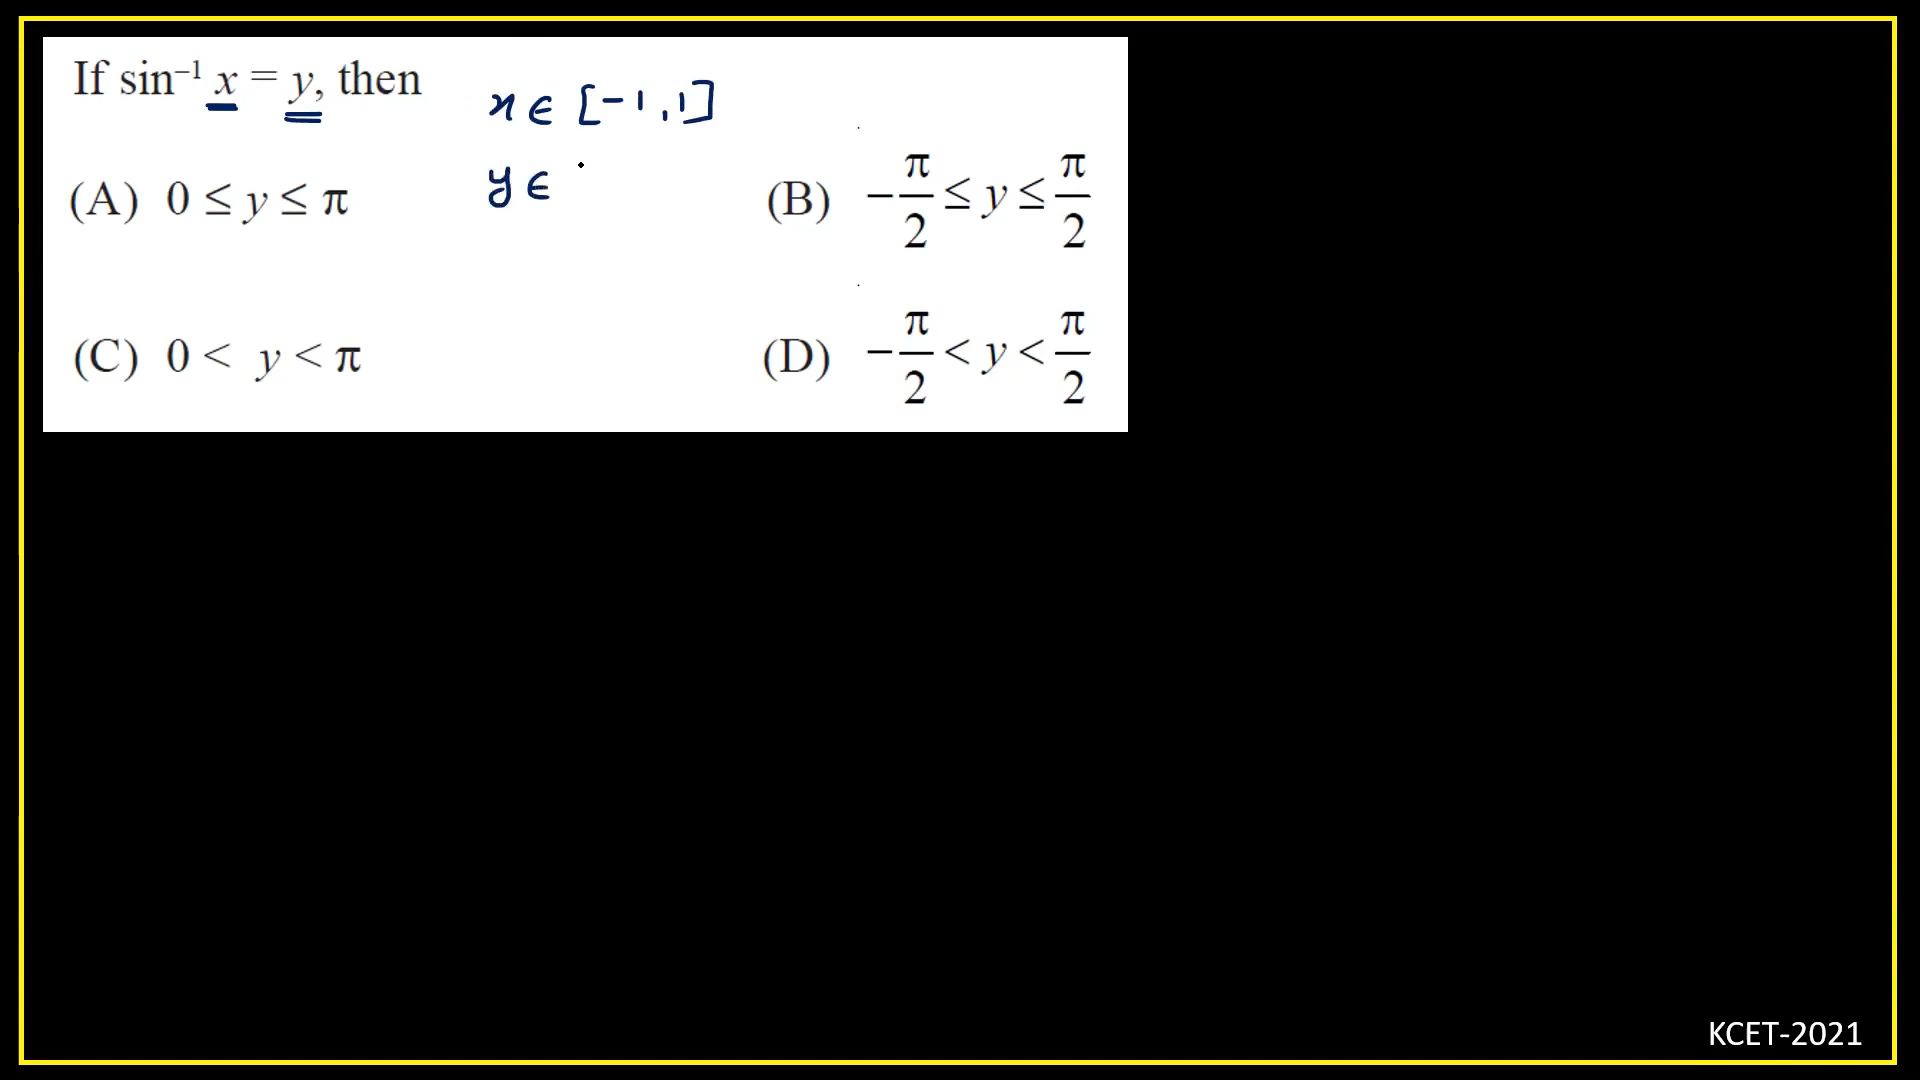 If sin⁻¹ x = y, then
x ∈ [-1,1]
y ∈
(A) 0 ≤ y ≤ π
(B) −π/2 ≤ y ≤ π/2
(C) 0 < y < π
(D) −π/2 < y < π/2
KCET-2021